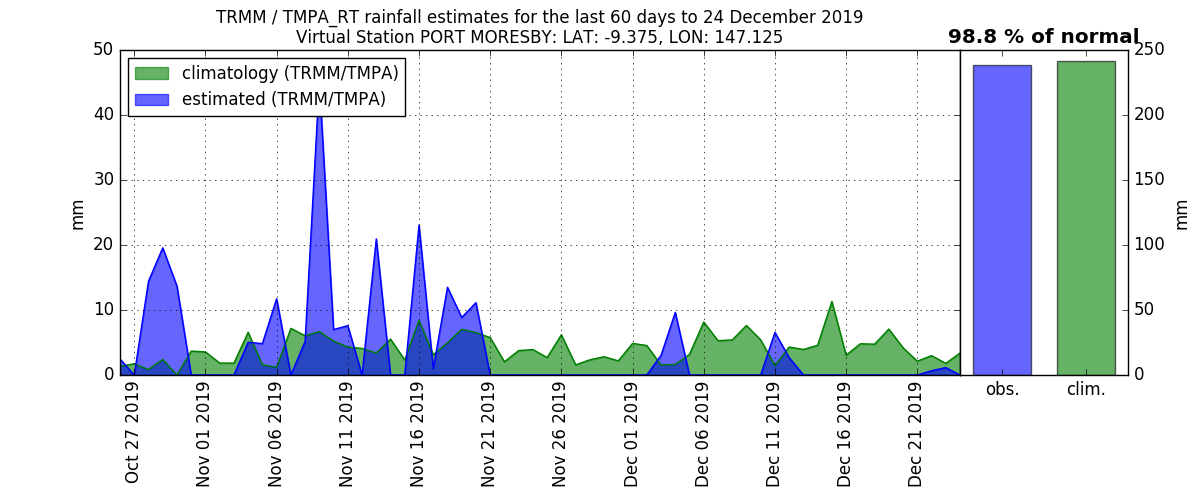 TRMM / TMPA_RT rainfall estimates for the last 60 days to 24 December 2019
Virtual Station PORT MORESBY: LAT: -9.375, LON: 147.125
98.8 % of normal
climatology (TRMM/TMPA)
estimated (TRMM/TMPA)
50
40
30
20
10
0
mm
250
200
150
100
50
0
mm
Oct 27 2019
Nov 01 2019
Nov 06 2019
Nov 11 2019
Nov 16 2019
Nov 21 2019
Nov 26 2019
Dec 01 2019
Dec 06 2019
Dec 11 2019
Dec 16 2019
Dec 21 2019
obs.
clim.